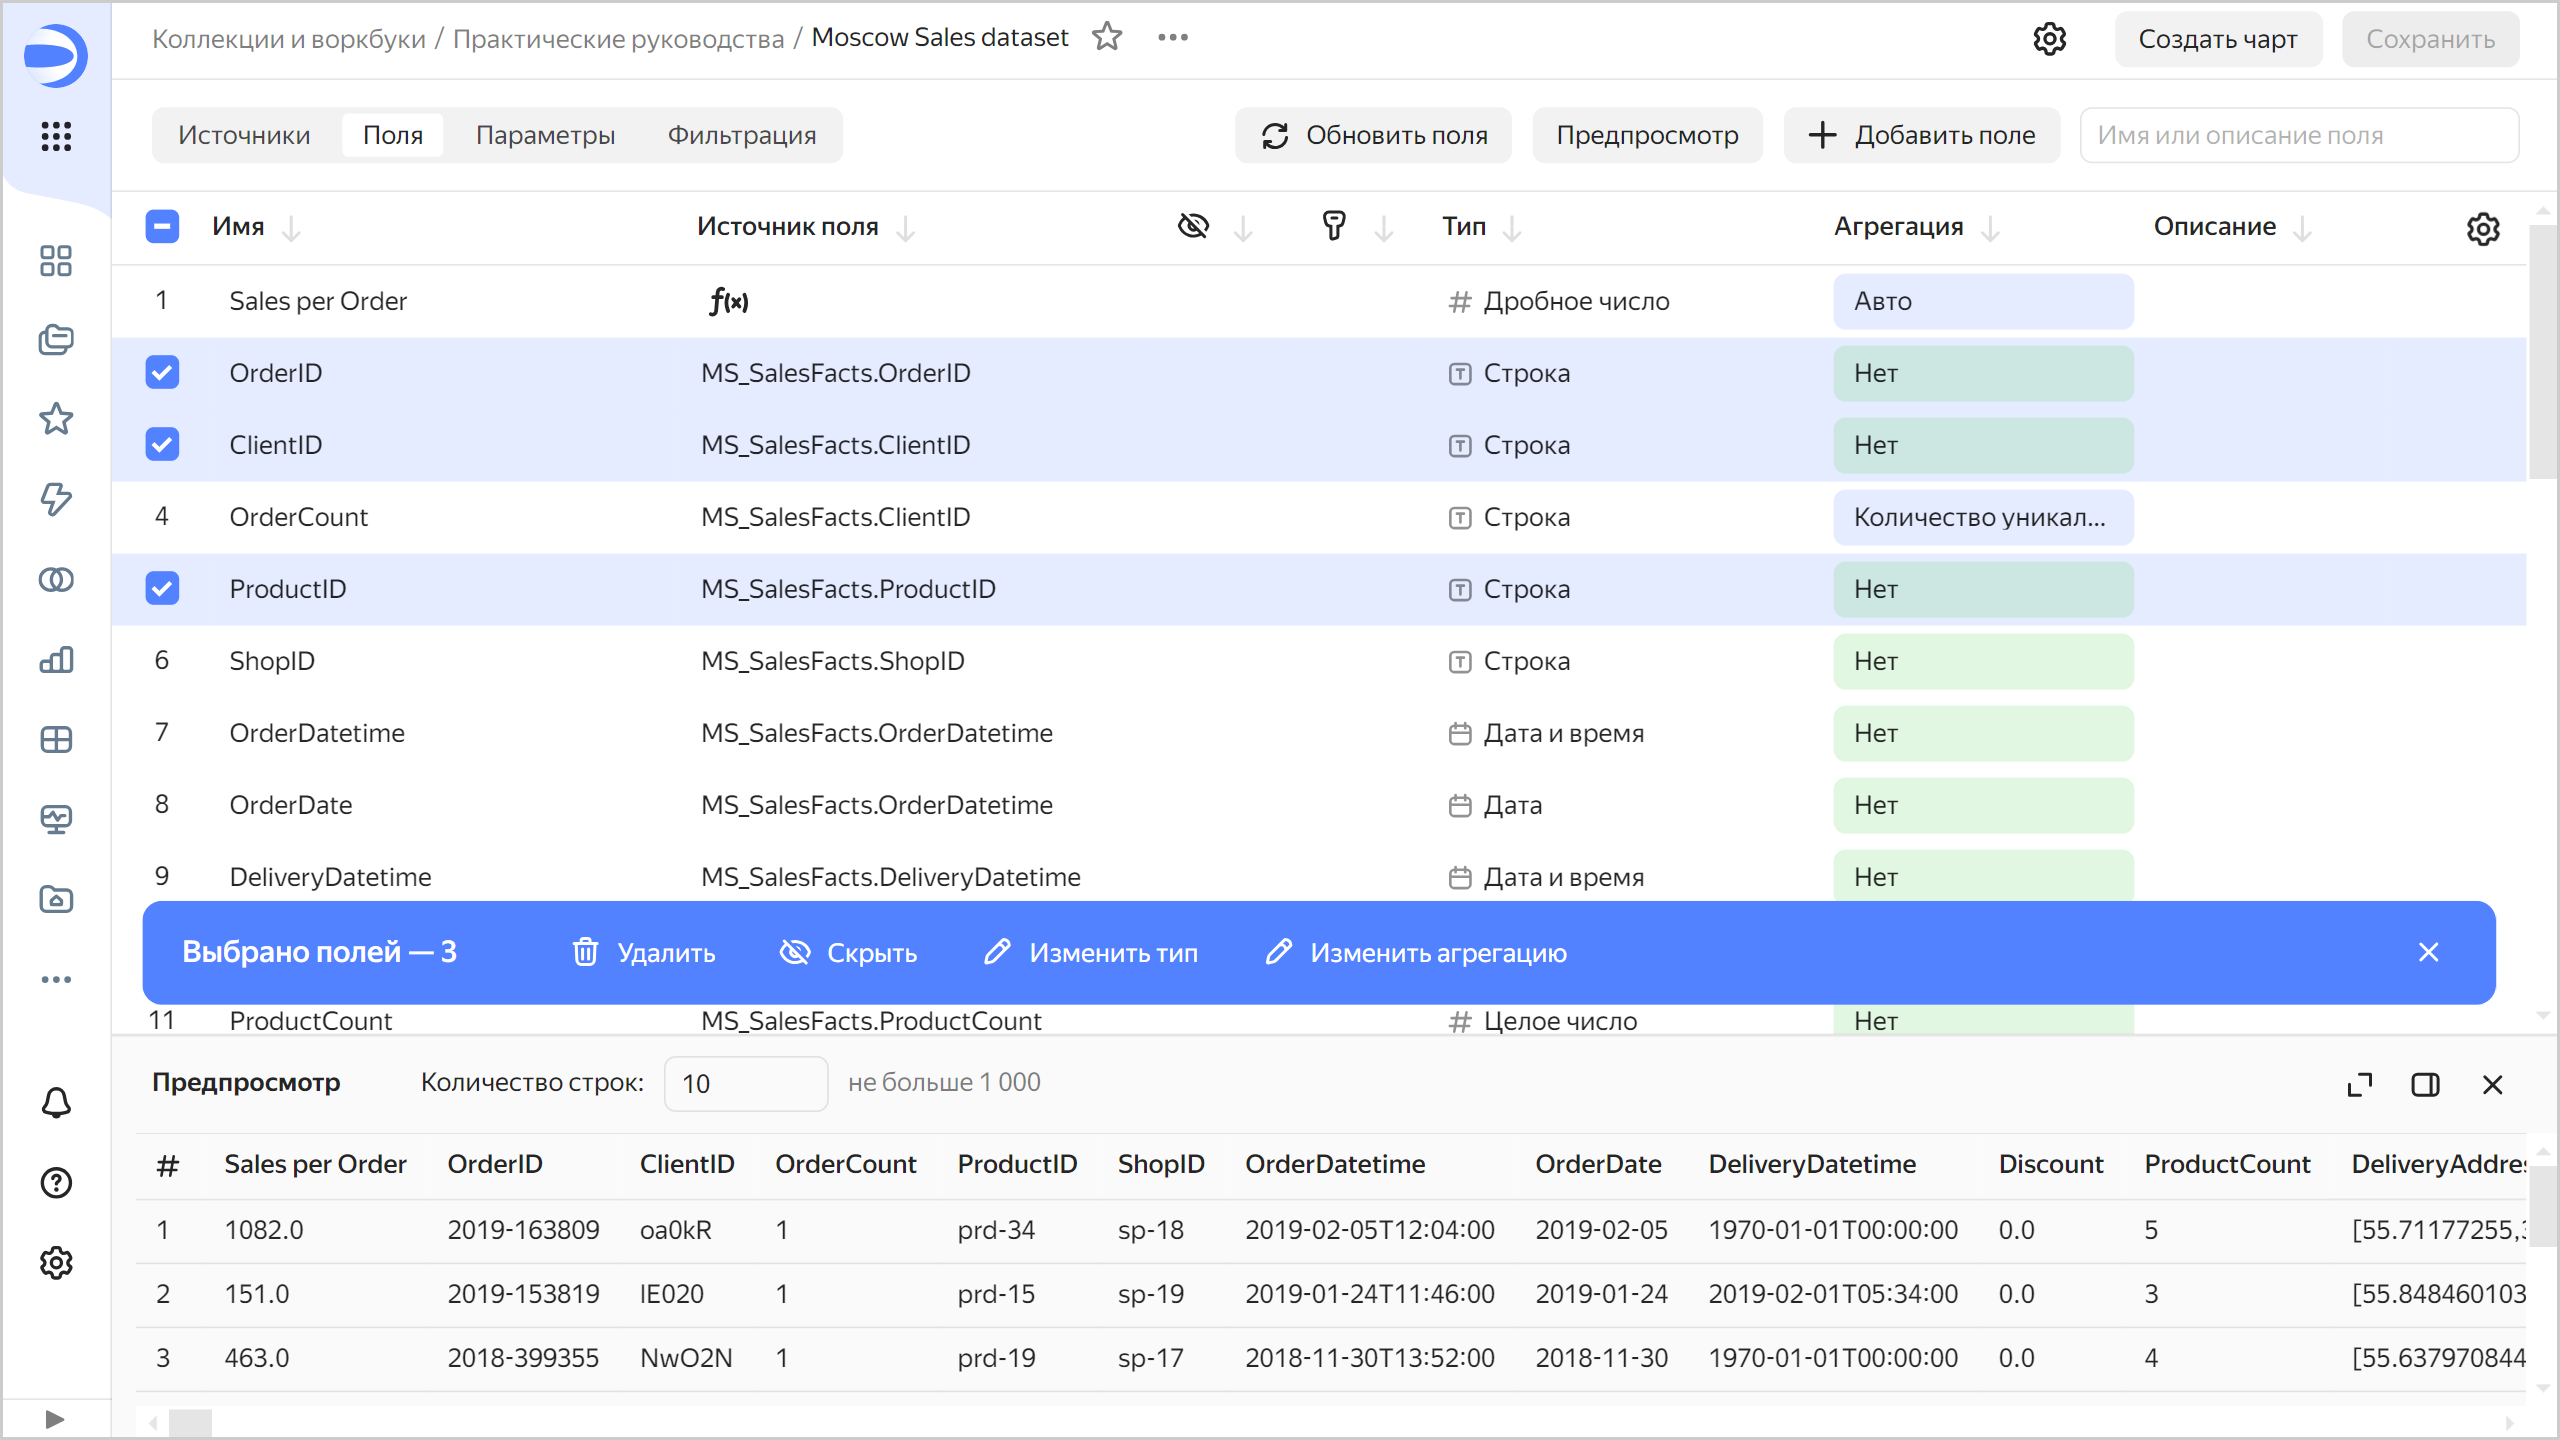 Коллекции и воркбуки / Практические руководства / Moscow Sales dataset
Создать чарт
Сохранить
Источники Поля Параметры Фильтрация
Обновить поля
Предпросмотр
Добавить поле
Имя или описание поля
Имя Источник поля Тип Агрегация Описание
1 Sales per Order f(x) # Дробное число Авто
OrderID MS_SalesFacts.OrderID Строка Нет
ClientID MS_SalesFacts.ClientID Строка Нет
4 OrderCount MS_SalesFacts.ClientID Строка Количество уникал...
ProductID MS_SalesFacts.ProductID Строка Нет
6 ShopID MS_SalesFacts.ShopID Строка Нет
7 OrderDatetime MS_SalesFacts.OrderDatetime Дата и время Нет
8 OrderDate MS_SalesFacts.OrderDatetime Дата Нет
9 DeliveryDatetime MS_SalesFacts.DeliveryDatetime Дата и время Нет
Выбрано полей — 3 Удалить Скрыть Изменить тип Изменить агрегацию
11 ProductCount MS_SalesFacts.ProductCount # Целое число Нет
Предпросмотр Количество строк: 10 не больше 1 000
# Sales per Order OrderID ClientID OrderCount ProductID ShopID OrderDatetime OrderDate DeliveryDatetime Discount ProductCount DeliveryAddres
1 1082.0 2019-163809 oa0kR 1 prd-34 sp-18 2019-02-05T12:04:00 2019-02-05 1970-01-01T00:00:00 0.0 5 [55.71177255,3
2 151.0 2019-153819 IE020 1 prd-15 sp-19 2019-01-24T11:46:00 2019-01-24 2019-02-01T05:34:00 0.0 3 [55.848460103
3 463.0 2018-399355 NwO2N 1 prd-19 sp-17 2018-11-30T13:52:00 2018-11-30 1970-01-01T00:00:00 0.0 4 [55.637970844